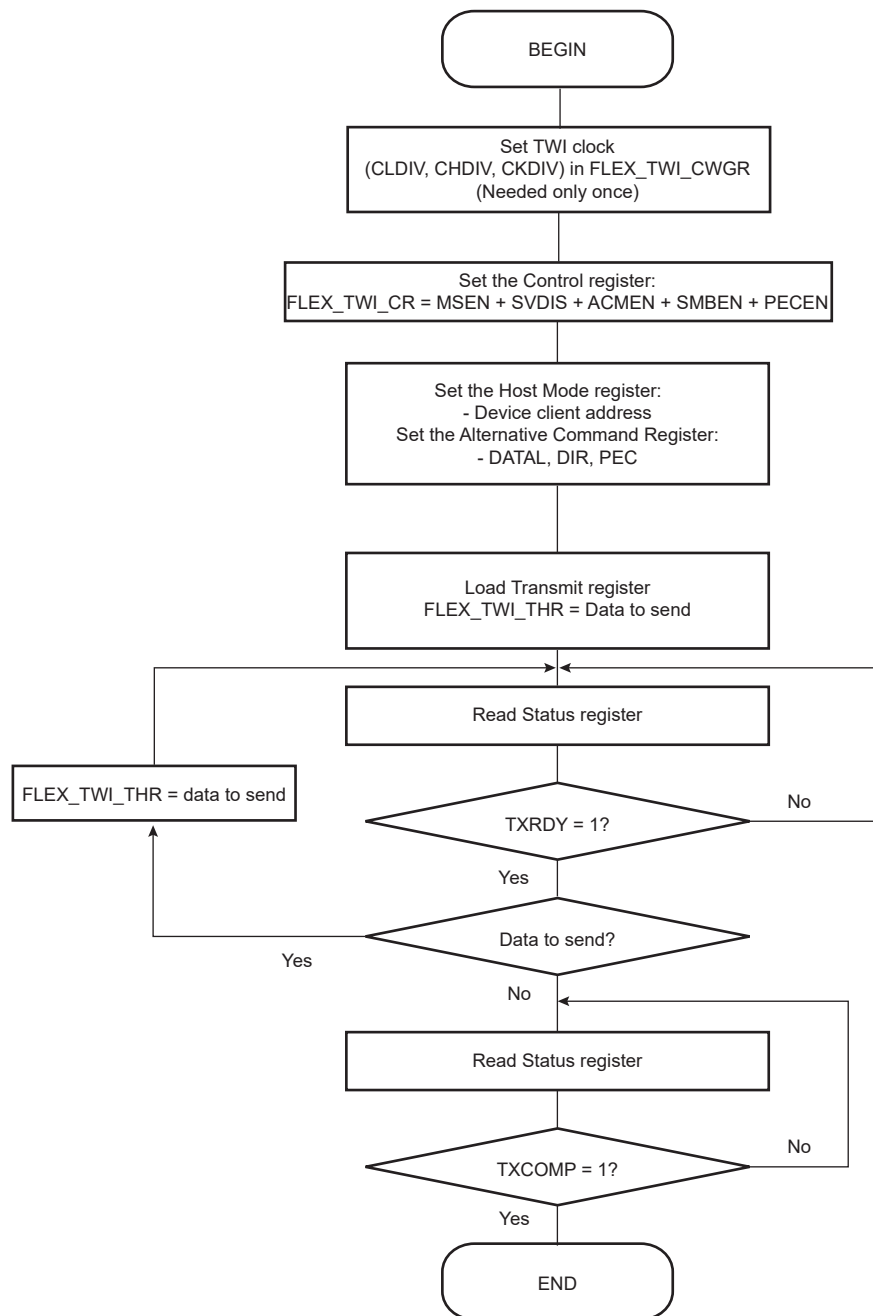 BEGIN
Set TWI clock
(CLDIV, CHDIV, CKDIV) in FLEX_TWI_CWGR
(Needed only once)
Set the Control register:
FLEX_TWI_CR = MSEN + SVDIS + ACMEN + SMBEN + PECEN
Set the Host Mode register:
- Device client address
Set the Alternative Command Register:
- DATAL, DIR, PEC
Load Transmit register
FLEX_TWI_THR = Data to send
Read Status register
FLEX_TWI_THR = data to send
TXRDY = 1?
No
Yes
Data to send?
Yes
No
Read Status register
TXCOMP = 1?
No
Yes
END